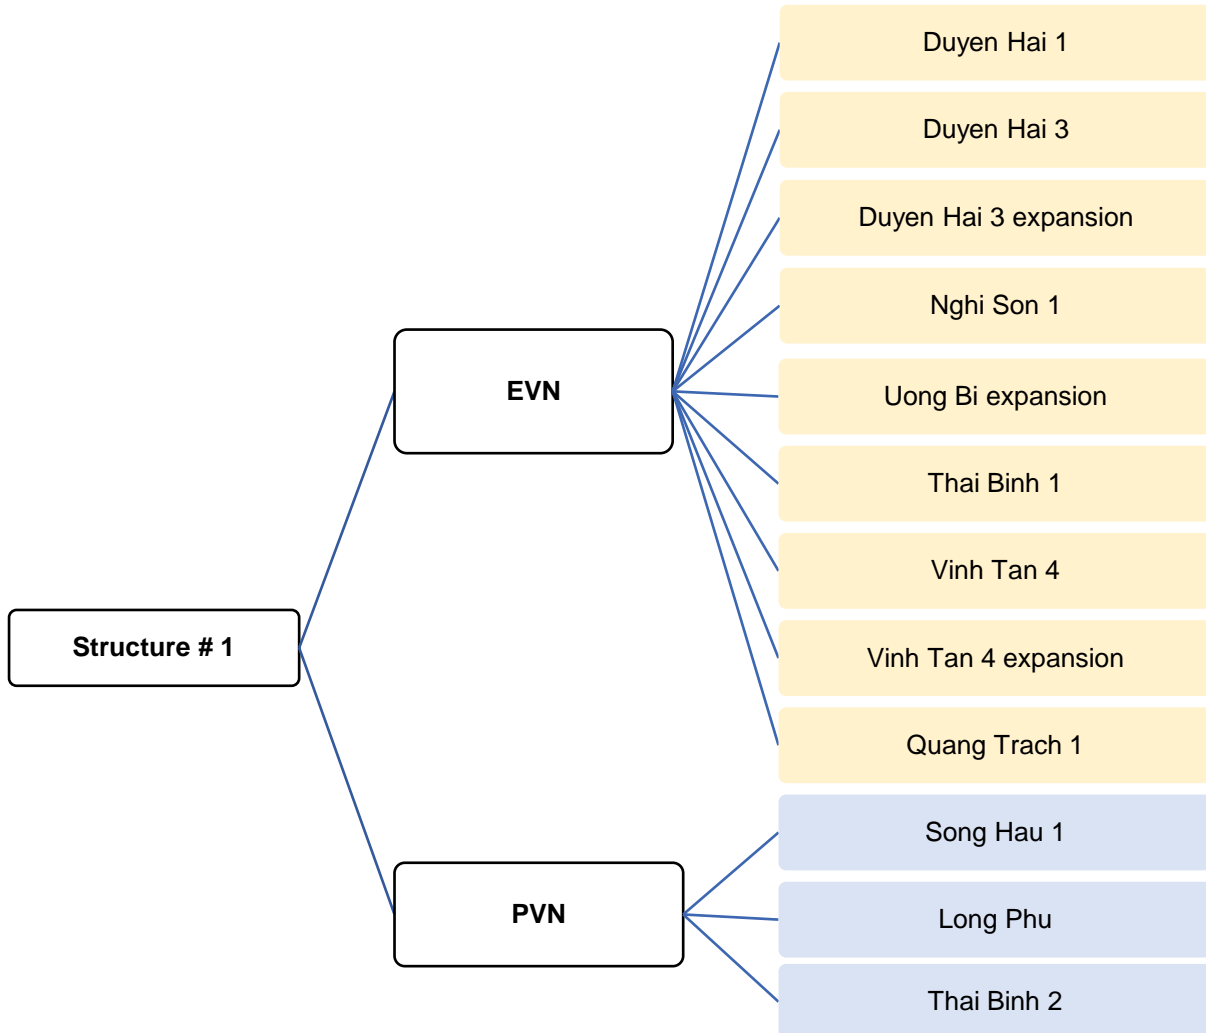 Structure # 1
EVN
Duyen Hai 1
Duyen Hai 3
Duyen Hai 3 expansion
Nghi Son 1
Uong Bi expansion
Thai Binh 1
Vinh Tan 4
Vinh Tan 4 expansion
Quang Trach 1
PVN
Song Hau 1
Long Phu
Thai Binh 2